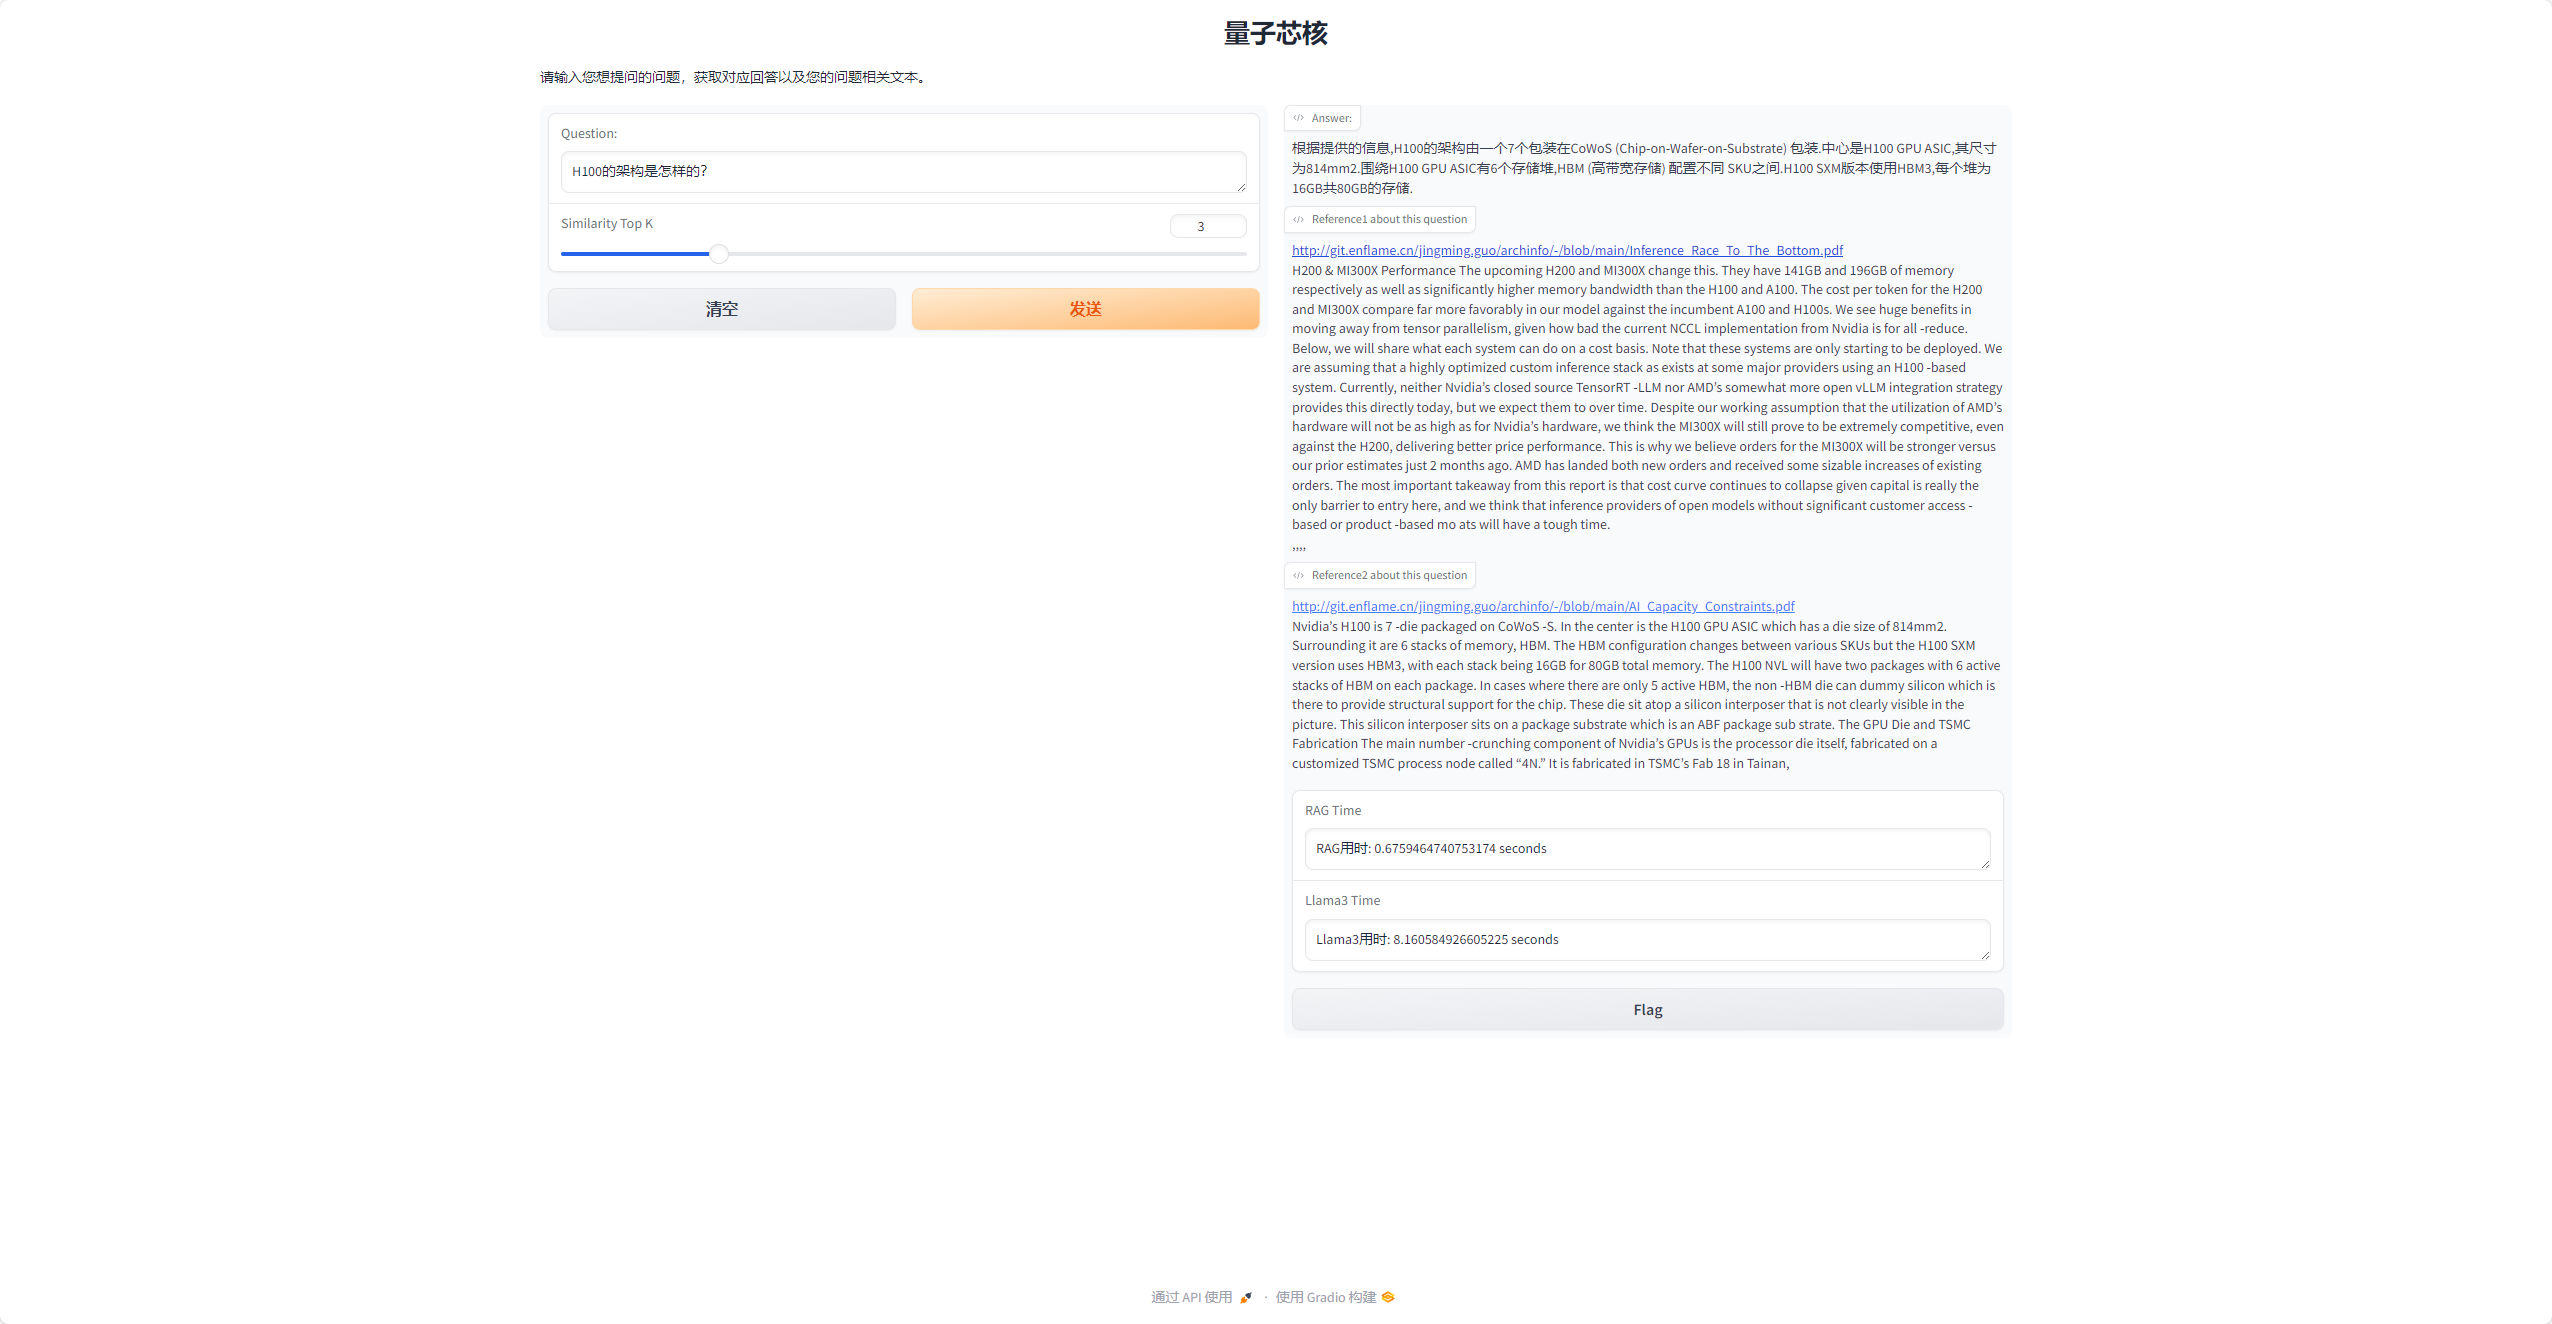 量子芯核
请输入您想提问的问题，获取对应回答以及您的问题相关文本。
Question:
H100的架构是怎样的?
Similarity Top K
3
清空
发送
Answer:
根据提供的信息,H100的架构由一个7个包装在CoWoS (Chip-on-Wafer-on-Substrate) 包装.中心是H100 GPU ASIC,其尺寸
为814mm2.围绕H100 GPU ASIC有6个存储堆,HBM (高带宽存储) 配置不同 SKU之间.H100 SXM版本使用HBM3,每个堆为
16GB共80GB的存储.
Reference1 about this question
http://git.enflame.cn/jingming.guo/archinfo/-/blob/main/Inference_Race_To_The_Bottom.pdf
H200 & MI300X Performance The upcoming H200 and MI300X change this. They have 141GB and 196GB of memory
respectively as well as significantly higher memory bandwidth than the H100 and A100. The cost per token for the H200
and MI300X compare far more favorably in our model against the incumbent A100 and H100s. We see huge benefits in
moving away from tensor parallelism, given how bad the current NCCL implementation from Nvidia is for all -reduce.
Below, we will share what each system can do on a cost basis. Note that these systems are only starting to be deployed. We
are assuming that a highly optimized custom inference stack as exists at some major providers using an H100 -based
system. Currently, neither Nvidia’s closed source TensorRT -LLM nor AMD’s somewhat more open vLLM integration strategy
provides this directly today, but we expect them to over time. Despite our working assumption that the utilization of AMD’s
hardware will not be as high as for Nvidia’s hardware, we think the MI300X will still prove to be extremely competitive, even
against the H200, delivering better price performance. This is why we believe orders for the MI300X will be stronger versus
our prior estimates just 2 months ago. AMD has landed both new orders and received some sizable increases of existing
orders. The most important takeaway from this report is that cost curve continues to collapse given capital is really the
only barrier to entry here, and we think that inference providers of open models without significant customer access -
based or product -based mo ats will have a tough time.
,,,,
Reference2 about this question
http://git.enflame.cn/jingming.guo/archinfo/-/blob/main/AI_Capacity_Constraints.pdf
Nvidia’s H100 is 7 -die packaged on CoWoS -S. In the center is the H100 GPU ASIC which has a die size of 814mm2.
Surrounding it are 6 stacks of memory, HBM. The HBM configuration changes between various SKUs but the H100 SXM
version uses HBM3, with each stack being 16GB for 80GB total memory. The H100 NVL will have two packages with 6 active
stacks of HBM on each package. In cases where there are only 5 active HBM, the non -HBM die can dummy silicon which is
there to provide structural support for the chip. These die sit atop a silicon interposer that is not clearly visible in the
picture. This silicon interposer sits on a package substrate which is an ABF package sub strate. The GPU Die and TSMC
Fabrication The main number -crunching component of Nvidia’s GPUs is the processor die itself, fabricated on a
customized TSMC process node called “4N.” It is fabricated in TSMC’s Fab 18 in Tainan,
RAG Time
RAG用时: 0.6759464740753174 seconds
Llama3 Time
Llama3用时: 8.160584926605225 seconds
Flag
通过 API 使用 · 使用 Gradio 构建